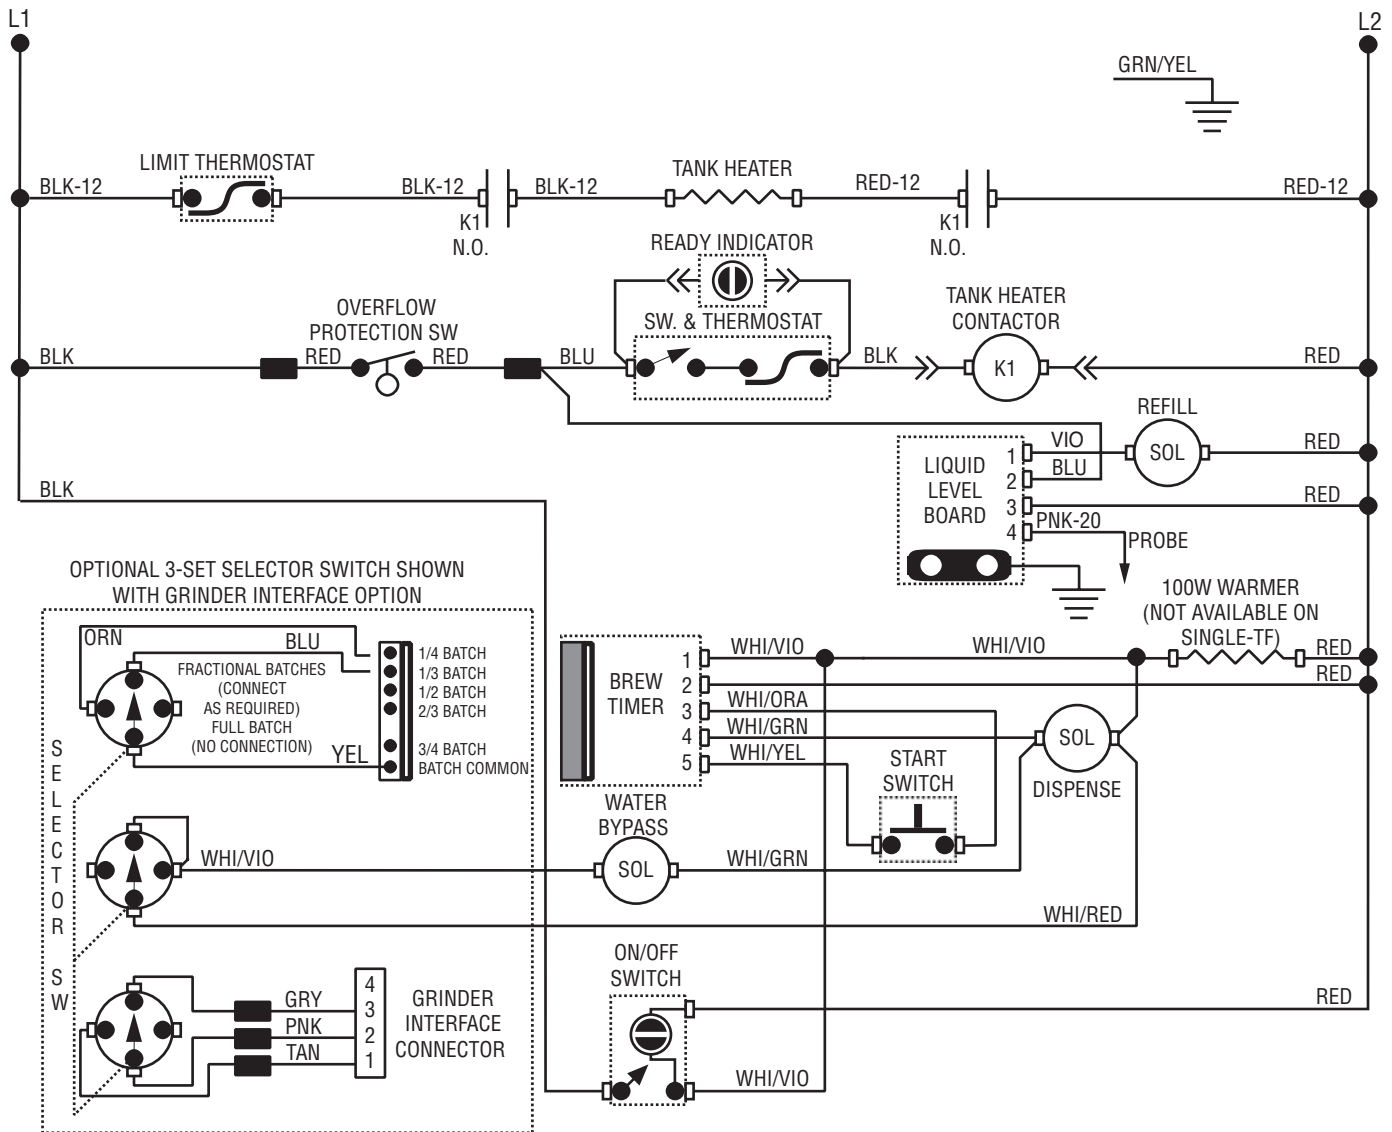 L1
L2
GRN/YEL
LIMIT THERMOSTAT
TANK HEATER
BLK-12
BLK-12
BLK-12
RED-12
RED-12
K1
N.O.
K1
N.O.
READY INDICATOR
OVERFLOW
PROTECTION SW
SW. & THERMOSTAT
TANK HEATER
CONTACTOR
BLK
RED
RED
BLU
BLK
K1
RED
REFILL
LIQUID
LEVEL
BOARD
1
2
3
4
VIO
BLU
SOL
RED
RED
PNK-20
PROBE
BLK
OPTIONAL 3-SET SELECTOR SWITCH SHOWN
WITH GRINDER INTERFACE OPTION
100W WARMER
(NOT AVAILABLE ON
SINGLE-TF)
ORN
BLU
FRACTIONAL BATCHES
(CONNECT
AS REQUIRED)
FULL BATCH
(NO CONNECTION)
YEL
1/4 BATCH
1/3 BATCH
1/2 BATCH
2/3 BATCH
3/4 BATCH
BATCH COMMON
BREW
TIMER
1
2
3
4
5
WHI/VIO
WHI/VIO
RED
RED
WHI/ORA
WHI/GRN
WHI/YEL
START
SWITCH
SOL
DISPENSE
SELECTOR SW
WATER
BYPASS
WHI/VIO
SOL
WHI/GRN
WHI/RED
ON/OFF
SWITCH
RED
WHI/VIO
GRY
PNK
TAN
4
3
2
1
GRINDER
INTERFACE
CONNECTOR